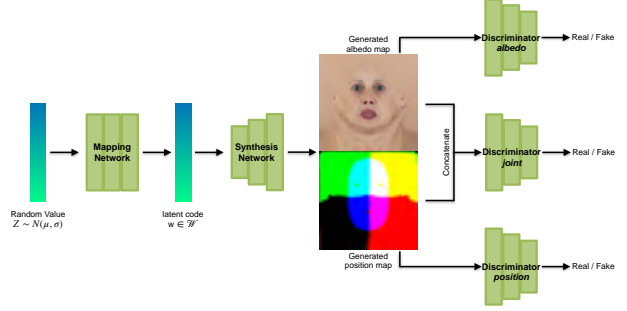 Generated
albedo map
Discriminator
albedo
Real / Fake
Mapping
Network
Synthesis
Network
Concatenate
Discriminator
joint
Real / Fake
Random Value
Z ∼ N(μ, σ)
latent code
w ∈ 𝒲
Generated
position map
Discriminator
position
Real / Fake